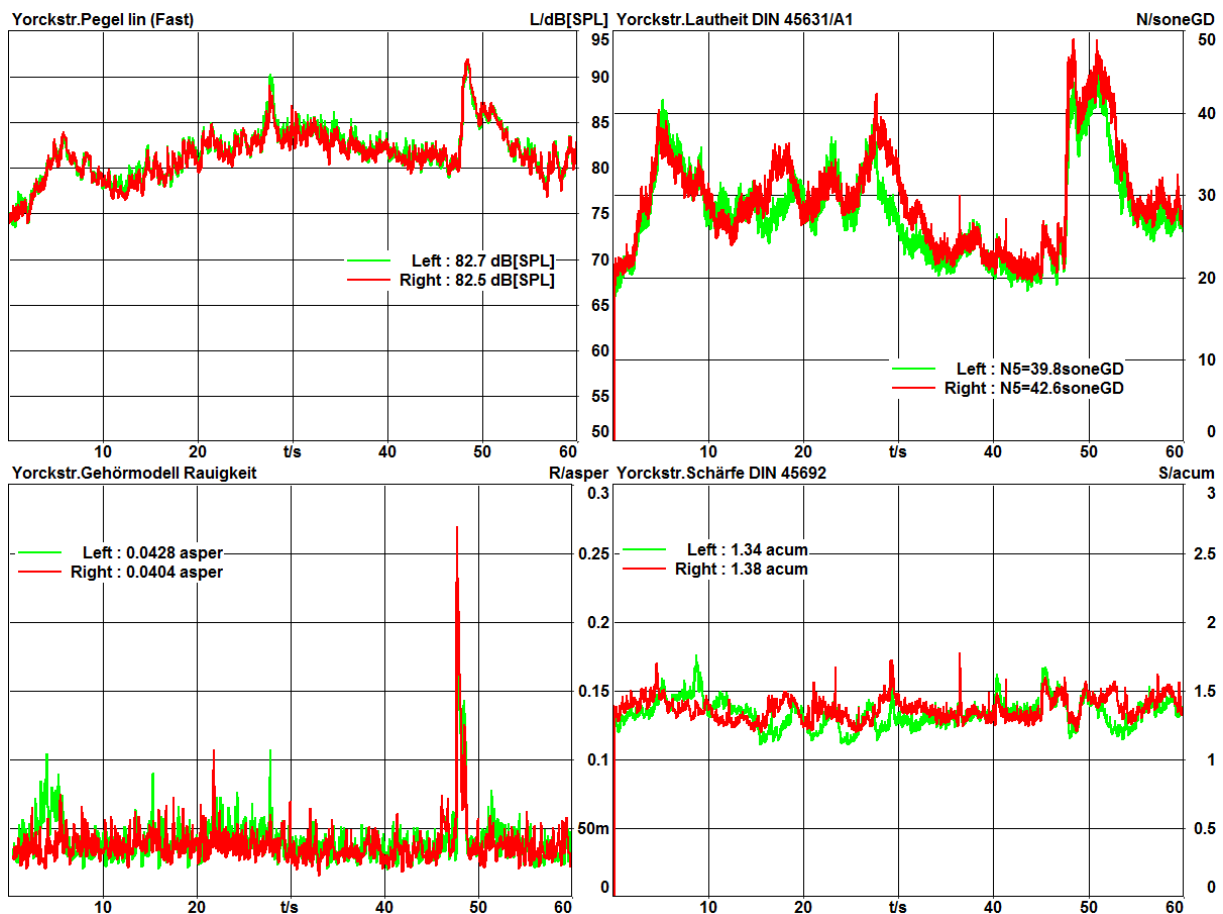 Yorckstr.Pegel lin (Fast) L/dB[SPL]
95
90
85
80
75
70
65
60
55
50
Left : 82.7 dB[SPL]
Right : 82.5 dB[SPL]
10 20 t/s 40 50 60
Yorckstr.Lautheit DIN 45631/A1 N/soneGD
50
40
30
20
10
0
Left : N5=39.8soneGD
Right : N5=42.6soneGD
10 20 t/s 40 50 60
Yorckstr.Gehörmodell Rauigkeit R/asper
0.3
0.25
0.2
0.15
0.1
50m
0
Left : 0.0428 asper
Right : 0.0404 asper
10 20 t/s 40 50 60
Yorckstr.Schärfe DIN 45692 S/acum
3
2.5
2
1.5
1
0.5
0
Left : 1.34 acum
Right : 1.38 acum
10 20 t/s 40 50 60